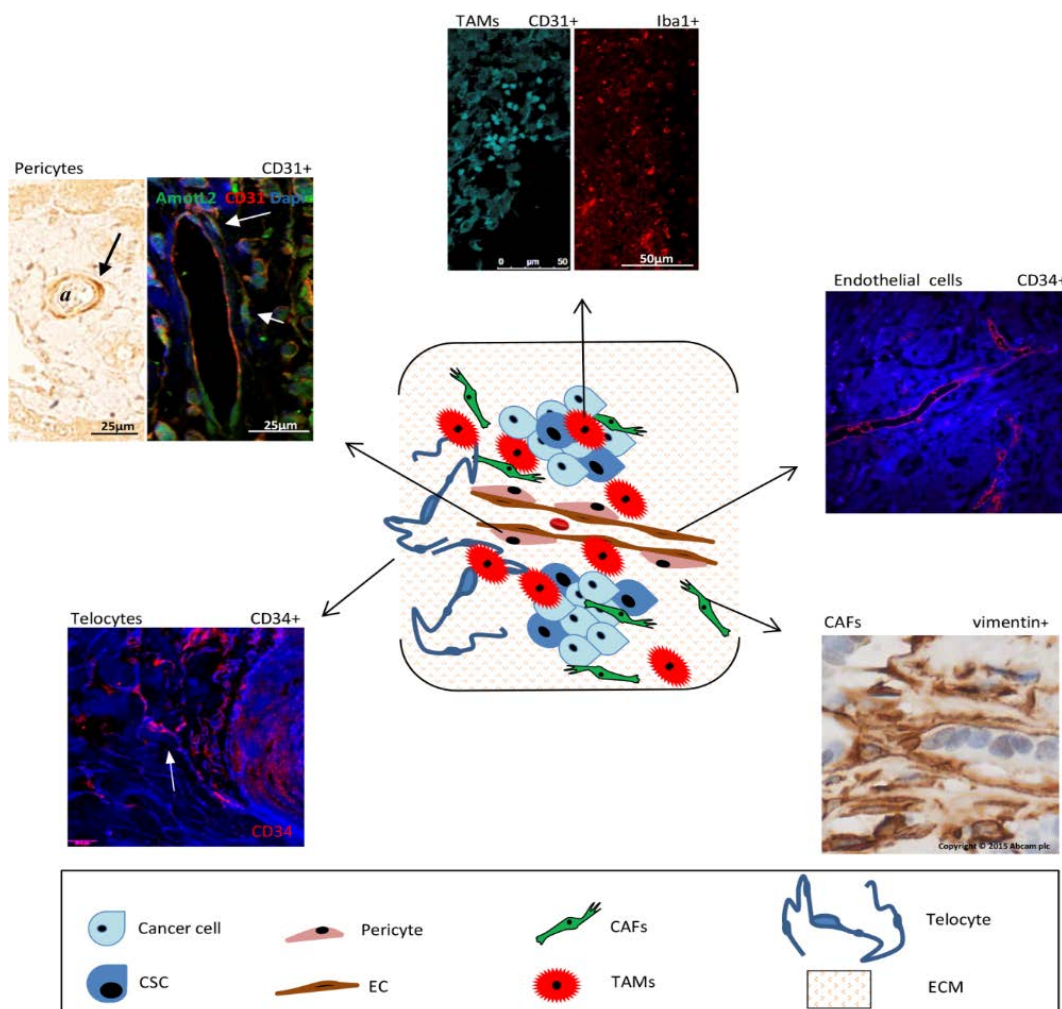 TAMs CD31+ Iba1+
0 µm 50 50µm
Pericytes CD31+
AmotL2 CD31 Dapi
a
25µm 25µm
Endothelial cells CD34+
Telocytes CD34+
CD34
CAFs vimentin+
Copyright © 2015 Abcam plc
Cancer cell Pericyte CAFs Telocyte
CSC EC TAMs ECM